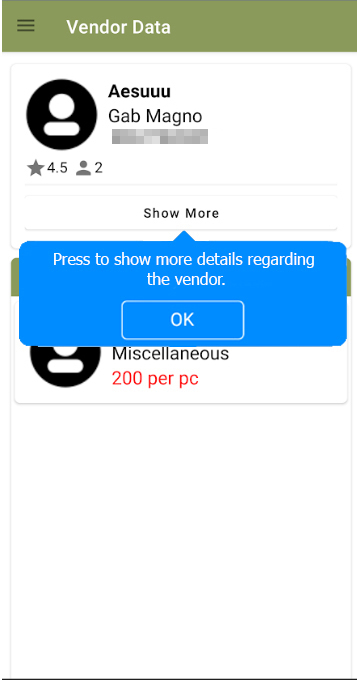 Vendor Data
Aesuuu
Gab Magno
4.5 2
Show More
Press to show more details regarding
the vendor.
OK
Miscellaneous
200 per pc